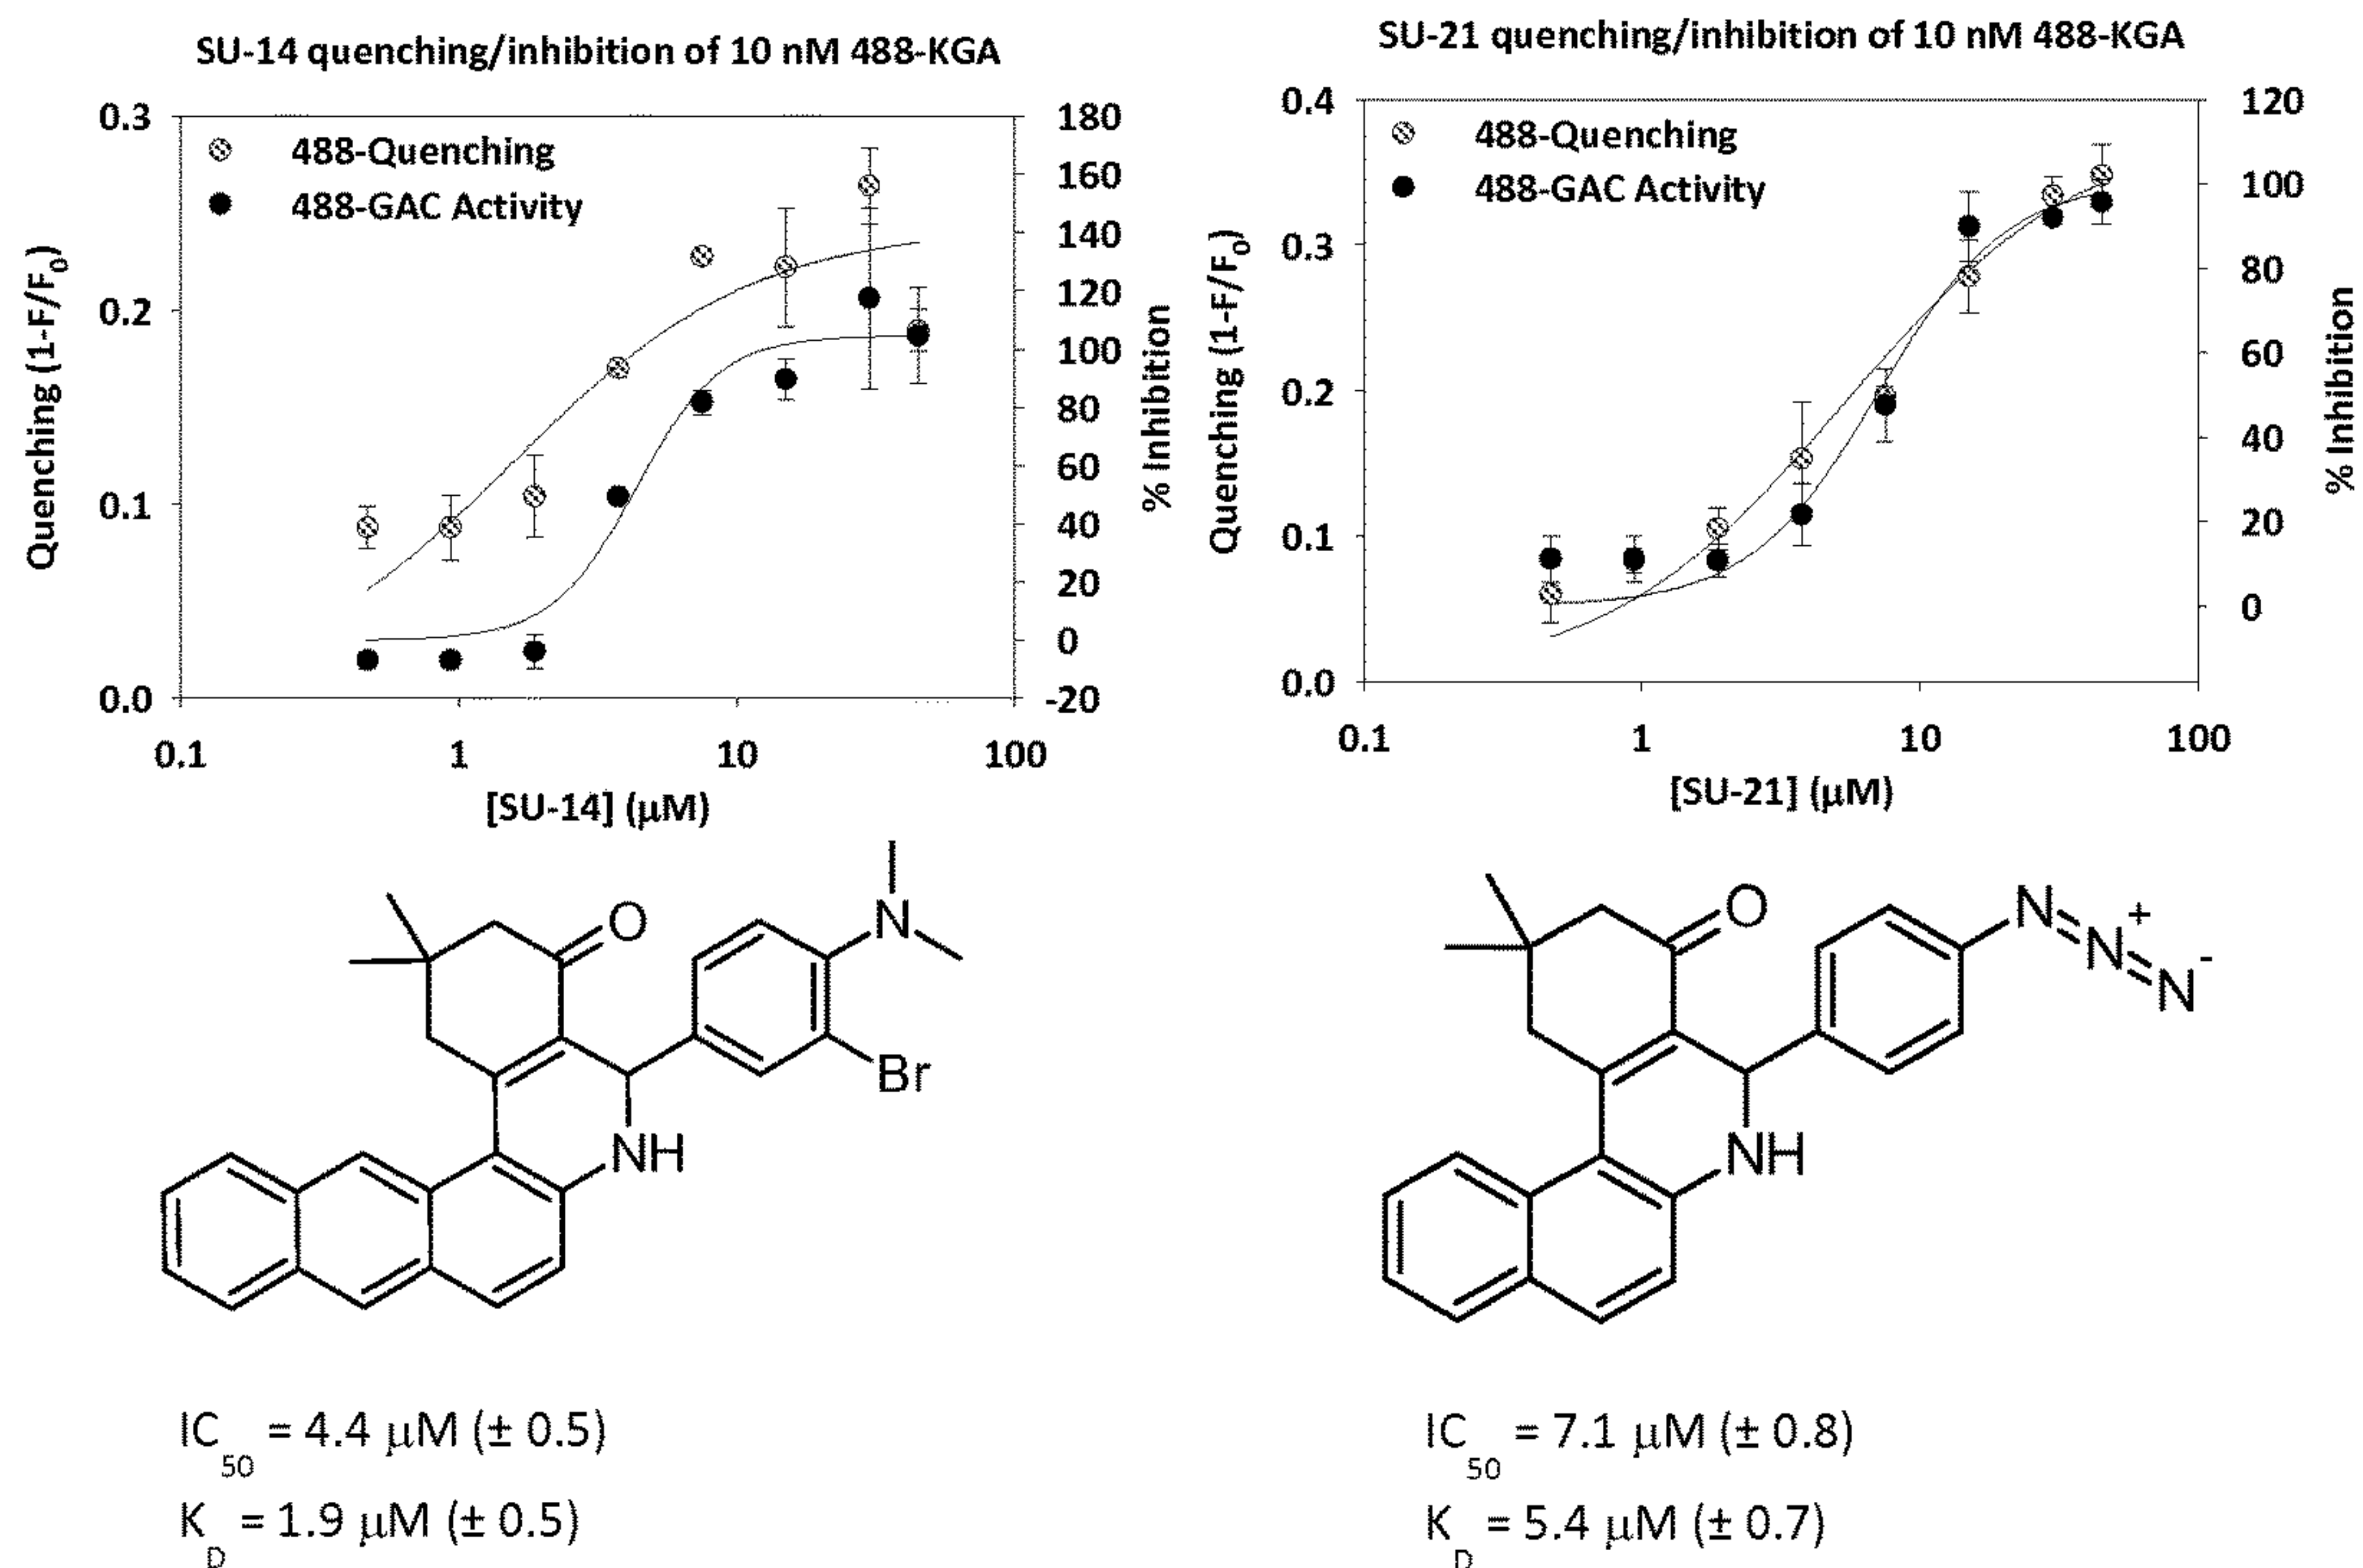 SU-14 quenching/inhibition of 10 nM 488-KGA
0.3
0.2
0.1
0.0
Quenching (1-F/F0)
488-Quenching
488-GAC Activity
180
160
140
120
100
80
60
40
20
0
-20
% Inhibition
0.1 1 10 100
[SU-14] (µM)
SU-21 quenching/inhibition of 10 nM 488-KGA
0.4
0.3
0.2
0.1
0.0
Quenching (1-F/F0)
488-Quenching
488-GAC Activity
120
100
80
60
40
20
0
% Inhibition
0.1 1 10 100
[SU-21] (µM)
O
N
Br
NH
O
N
N+
N-
NH
IC50 = 4.4 µM (± 0.5)
KD = 1.9 µM (± 0.5)
IC50 = 7.1 µM (± 0.8)
KD = 5.4 µM (± 0.7)